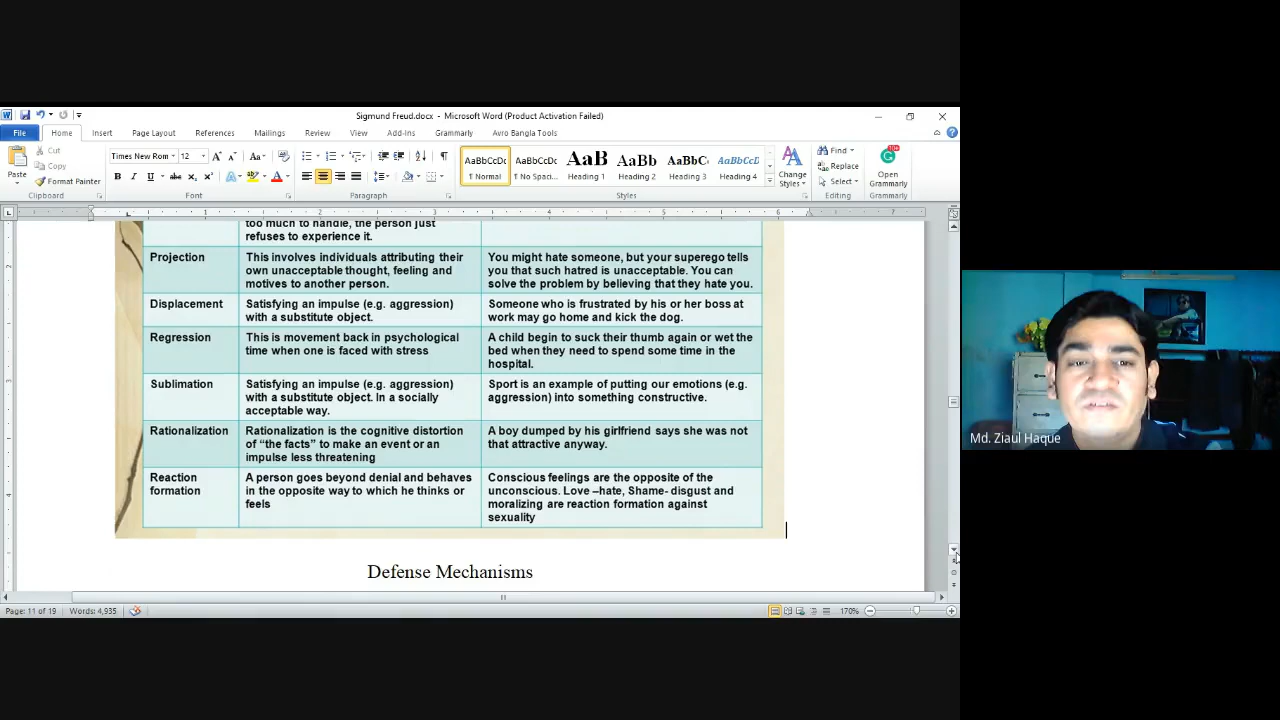 Sigmund Freud.docx - Microsoft Word (Product Activation Failed)
File Home Insert Page Layout References Mailings Review View Add-Ins Grammarly Avro Bangla Tools
Paste
Cut
Copy
Format Painter
Clipboard
Times New Rom 12
Font
Paragraph
AaBbCcDc AaBbCcDc AaB AaBb AaBbC AaBbCcD
¶ Normal ¶ No Spaci... Heading 1 Heading 2 Heading 3 Heading 4
Change
Styles
Styles
Find
Replace
Select
Editing
Open
Grammarly
Grammarly
1 2 3 4 5 6 7
too much to handle, the person just
refuses to experience it.
Projection
This involves individuals attributing their
own unacceptable thought, feeling and
motives to another person.
You might hate someone, but your superego tells
you that such hatred is unacceptable. You can
solve the problem by believing that they hate you.
Displacement
Satisfying an impulse (e.g. aggression)
with a substitute object.
Someone who is frustrated by his or her boss at
work may go home and kick the dog.
Regression
This is movement back in psychological
time when one is faced with stress
A child begin to suck their thumb again or wet the
bed when they need to spend some time in the
hospital.
Sublimation
Satisfying an impulse (e.g. aggression)
with a substitute object. In a socially
acceptable way.
Sport is an example of putting our emotions (e.g.
aggression) into something constructive.
Rationalization
Rationalization is the cognitive distortion
of “the facts” to make an event or an
impulse less threatening
A boy dumped by his girlfriend says she was not
that attractive anyway.
Reaction
formation
A person goes beyond denial and behaves
in the opposite way to which he thinks or
feels
Conscious feelings are the opposite of the
unconscious. Love –hate, Shame- disgust and
moralizing are reaction formation against
sexuality
Defense Mechanisms
Page: 11 of 19 Words: 4,935 170%
Md. Ziaul Haque